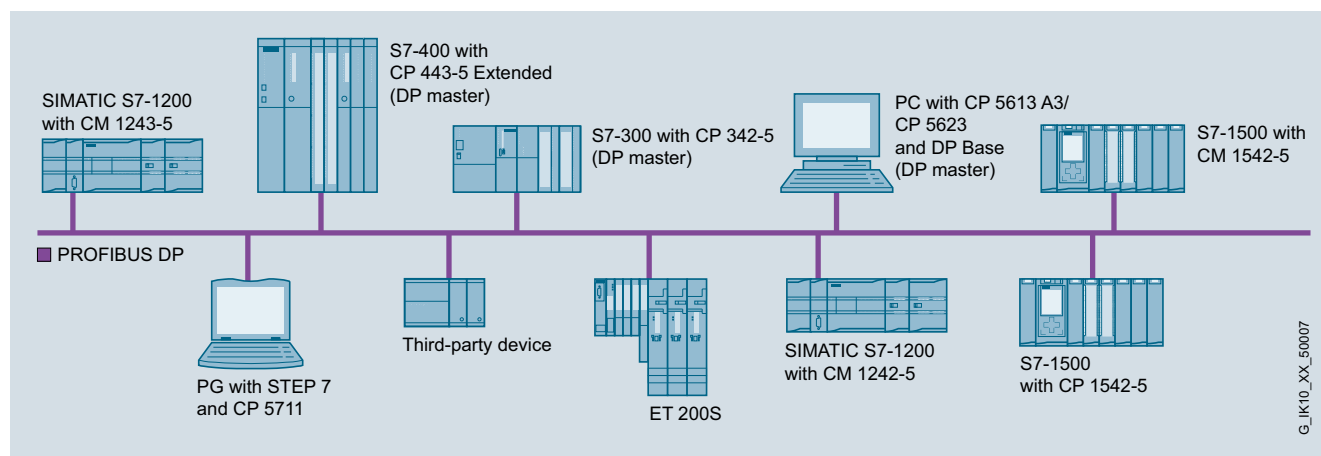 SIMATIC S7-1200
with CM 1243-5
S7-400 with
CP 443-5 Extended
(DP master)
S7-300 with CP 342-5
(DP master)
PC with CP 5613 A3/
CP 5623
and DP Base
(DP master)
S7-1500 with
CM 1542-5
PROFIBUS DP
PG with STEP 7
and CP 5711
Third-party device
ET 200S
SIMATIC S7-1200
with CM 1242-5
S7-1500
with CP 1542-5
G_IK10_XX_50007